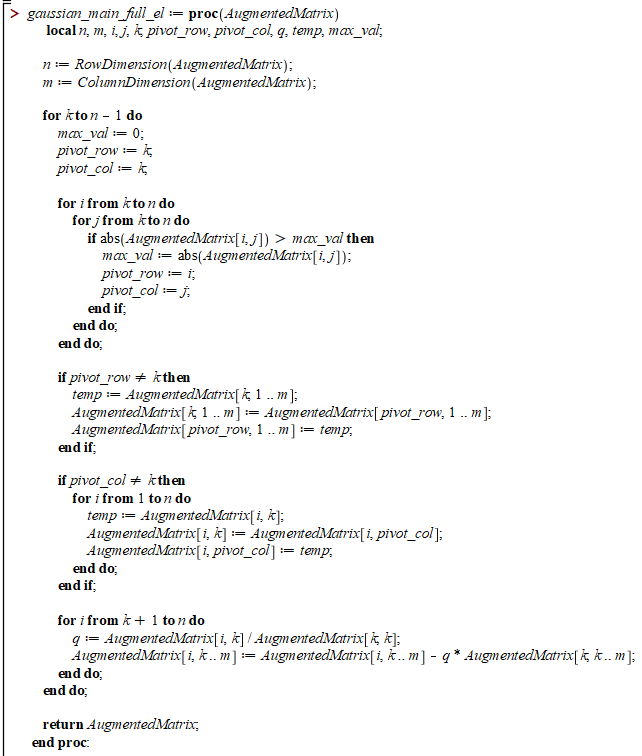 > gaussian_main_full_el := proc(AugmentedMatrix)
local n, m, i, j, k, pivot_row, pivot_col, q, temp, max_val;
n := RowDimension(AugmentedMatrix);
m := ColumnDimension(AugmentedMatrix);
for k to n - 1 do
max_val := 0;
pivot_row := k;
pivot_col := k;
for i from k to n do
for j from k to n do
if abs(AugmentedMatrix[i, j]) > max_val then
max_val := abs(AugmentedMatrix[i, j]);
pivot_row := i;
pivot_col := j;
end if;
end do;
end do;
if pivot_row ≠ k then
temp := AugmentedMatrix[k, 1 .. m];
AugmentedMatrix[k, 1 .. m] := AugmentedMatrix[pivot_row, 1 .. m];
AugmentedMatrix[pivot_row, 1 .. m] := temp;
end if;
if pivot_col ≠ k then
for i from 1 to n do
temp := AugmentedMatrix[i, k];
AugmentedMatrix[i, k] := AugmentedMatrix[i, pivot_col];
AugmentedMatrix[i, pivot_col] := temp;
end do;
end if;
for i from k + 1 to n do
q := AugmentedMatrix[i, k] / AugmentedMatrix[k, k];
AugmentedMatrix[i, k .. m] := AugmentedMatrix[i, k .. m] - q * AugmentedMatrix[k, k .. m];
end do;
end do;
return AugmentedMatrix;
end proc: